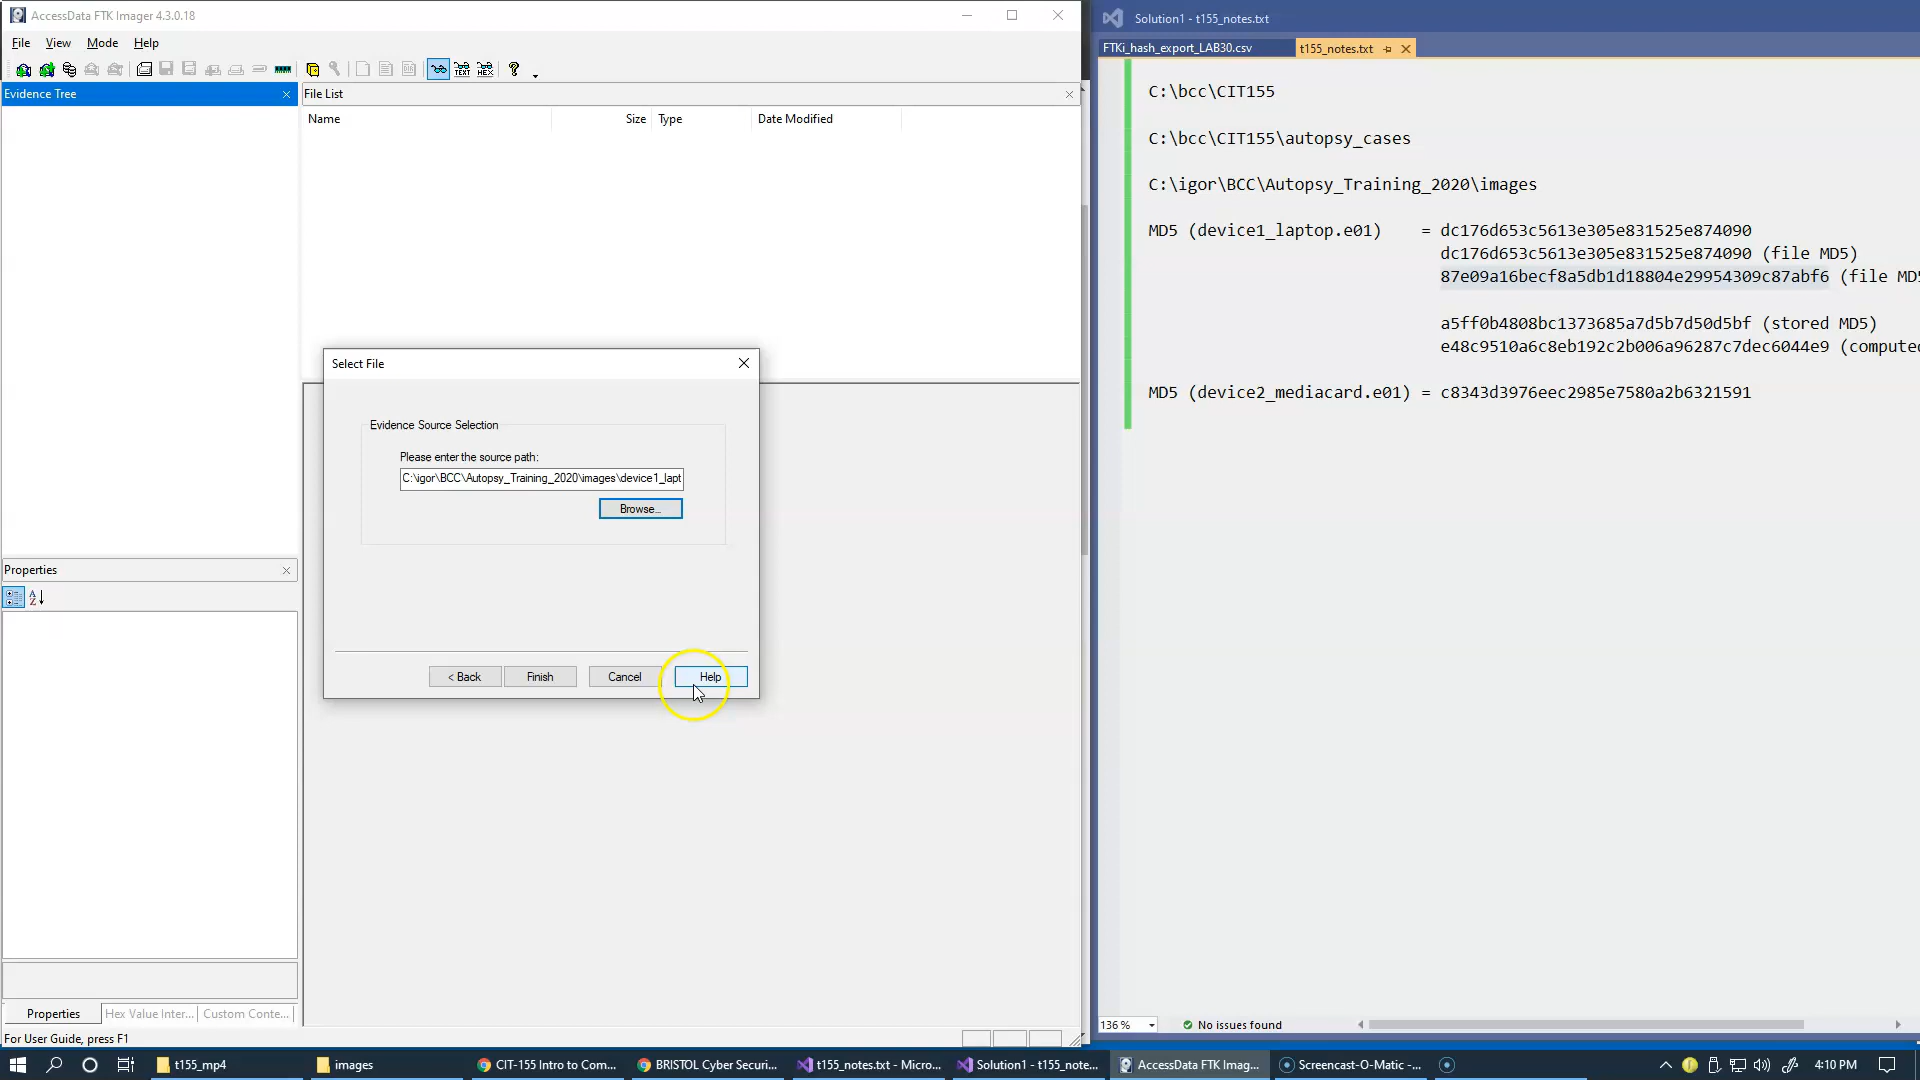 AccessData FTK Imager 4.3.0.18
File View Mode Help
Evidence Tree
File List
Name Size Type Date Modified
Select File
Evidence Source Selection
Please enter the source path:
C:\igor\BCC\Autopsy_Training_2020\images\device1_lapt
Browse...
< Back Finish Cancel Help
Properties
Properties Hex Value Inter... Custom Conte...
For User Guide, press F1
Solution1 - t155_notes.txt
FTKi_hash_export_LAB30.csv t155_notes.txt
C:\bcc\CIT155
C:\bcc\CIT155\autopsy_cases
C:\igor\BCC\Autopsy_Training_2020\images
MD5 (device1_laptop.e01) = dc176d653c5613e305e831525e874090
dc176d653c5613e305e831525e874090 (file MD5)
87e09a16becf8a5db1d18804e29954309c87abf6 (file MD5
a5ff0b4808bc1373685a7d5b7d50d5bf (stored MD5)
e48c9510a6c8eb192c2b006a96287c7dec6044e9 (computed
MD5 (device2_mediacard.e01) = c8343d3976eec2985e7580a2b6321591
136 % No issues found
t155_mp4 images CIT-155 Intro to Com... BRISTOL Cyber Securi... t155_notes.txt - Micro... Solution1 - t155_note... AccessData FTK Imag... Screencast-O-Matic -... 4:10 PM